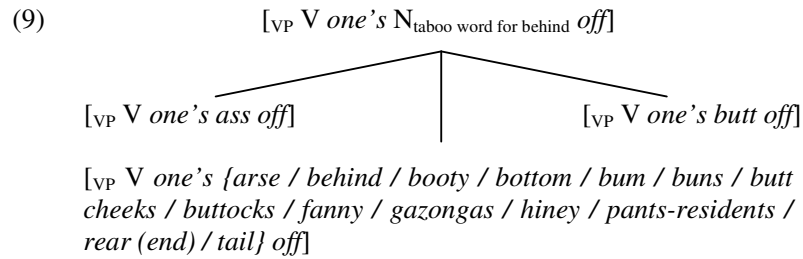 (9) [VP V one's Ntaboo word for behind off]
[VP V one's ass off] [VP V one's butt off]
[VP V one's {arse / behind / booty / bottom / bum / buns / butt
cheeks / buttocks / fanny / gazongas / hiney / pants-residents /
rear (end) / tail} off]